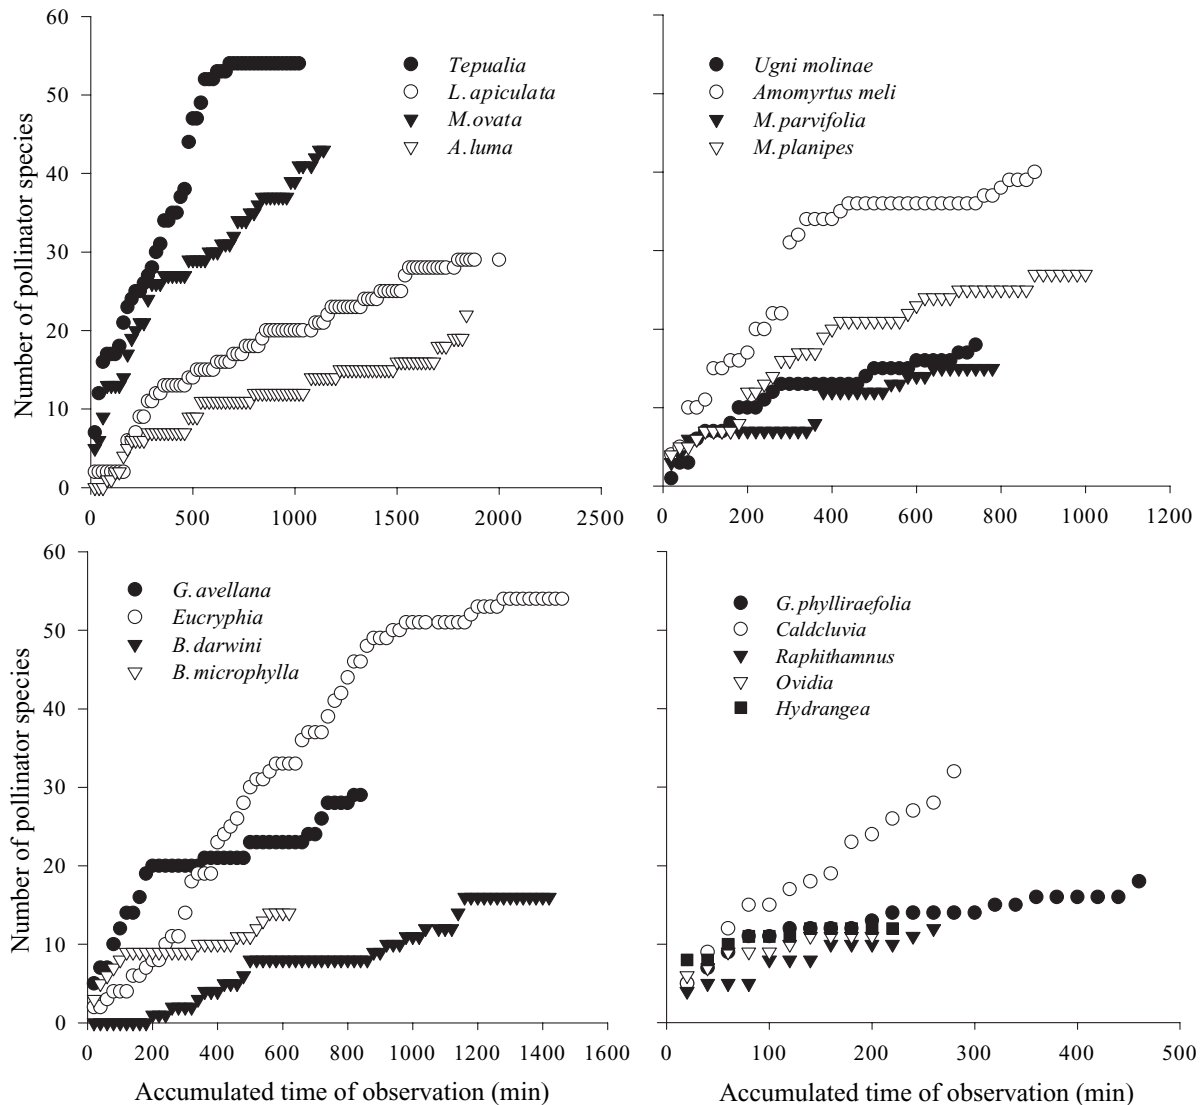 60
50
40
30
20
10
0
Number of pollinator species
Tepualia
L. apiculata
M. ovata
A. luma
0 500 1000 1500 2000 2500
Ugni molinae
Amomyrtus meli
M. parvifolia
M. planipes
0 200 400 600 800 1000 1200
60
50
40
30
20
10
0
Number of pollinator species
G. avellana
Eucryphia
B. darwini
B. microphylla
0 200 400 600 800 1000 1200 1400 1600
Accumulated time of observation (min)
G. phylliraefolia
Caldcluvia
Raphithamnus
Ovidia
Hydrangea
0 100 200 300 400 500
Accumulated time of observation (min)